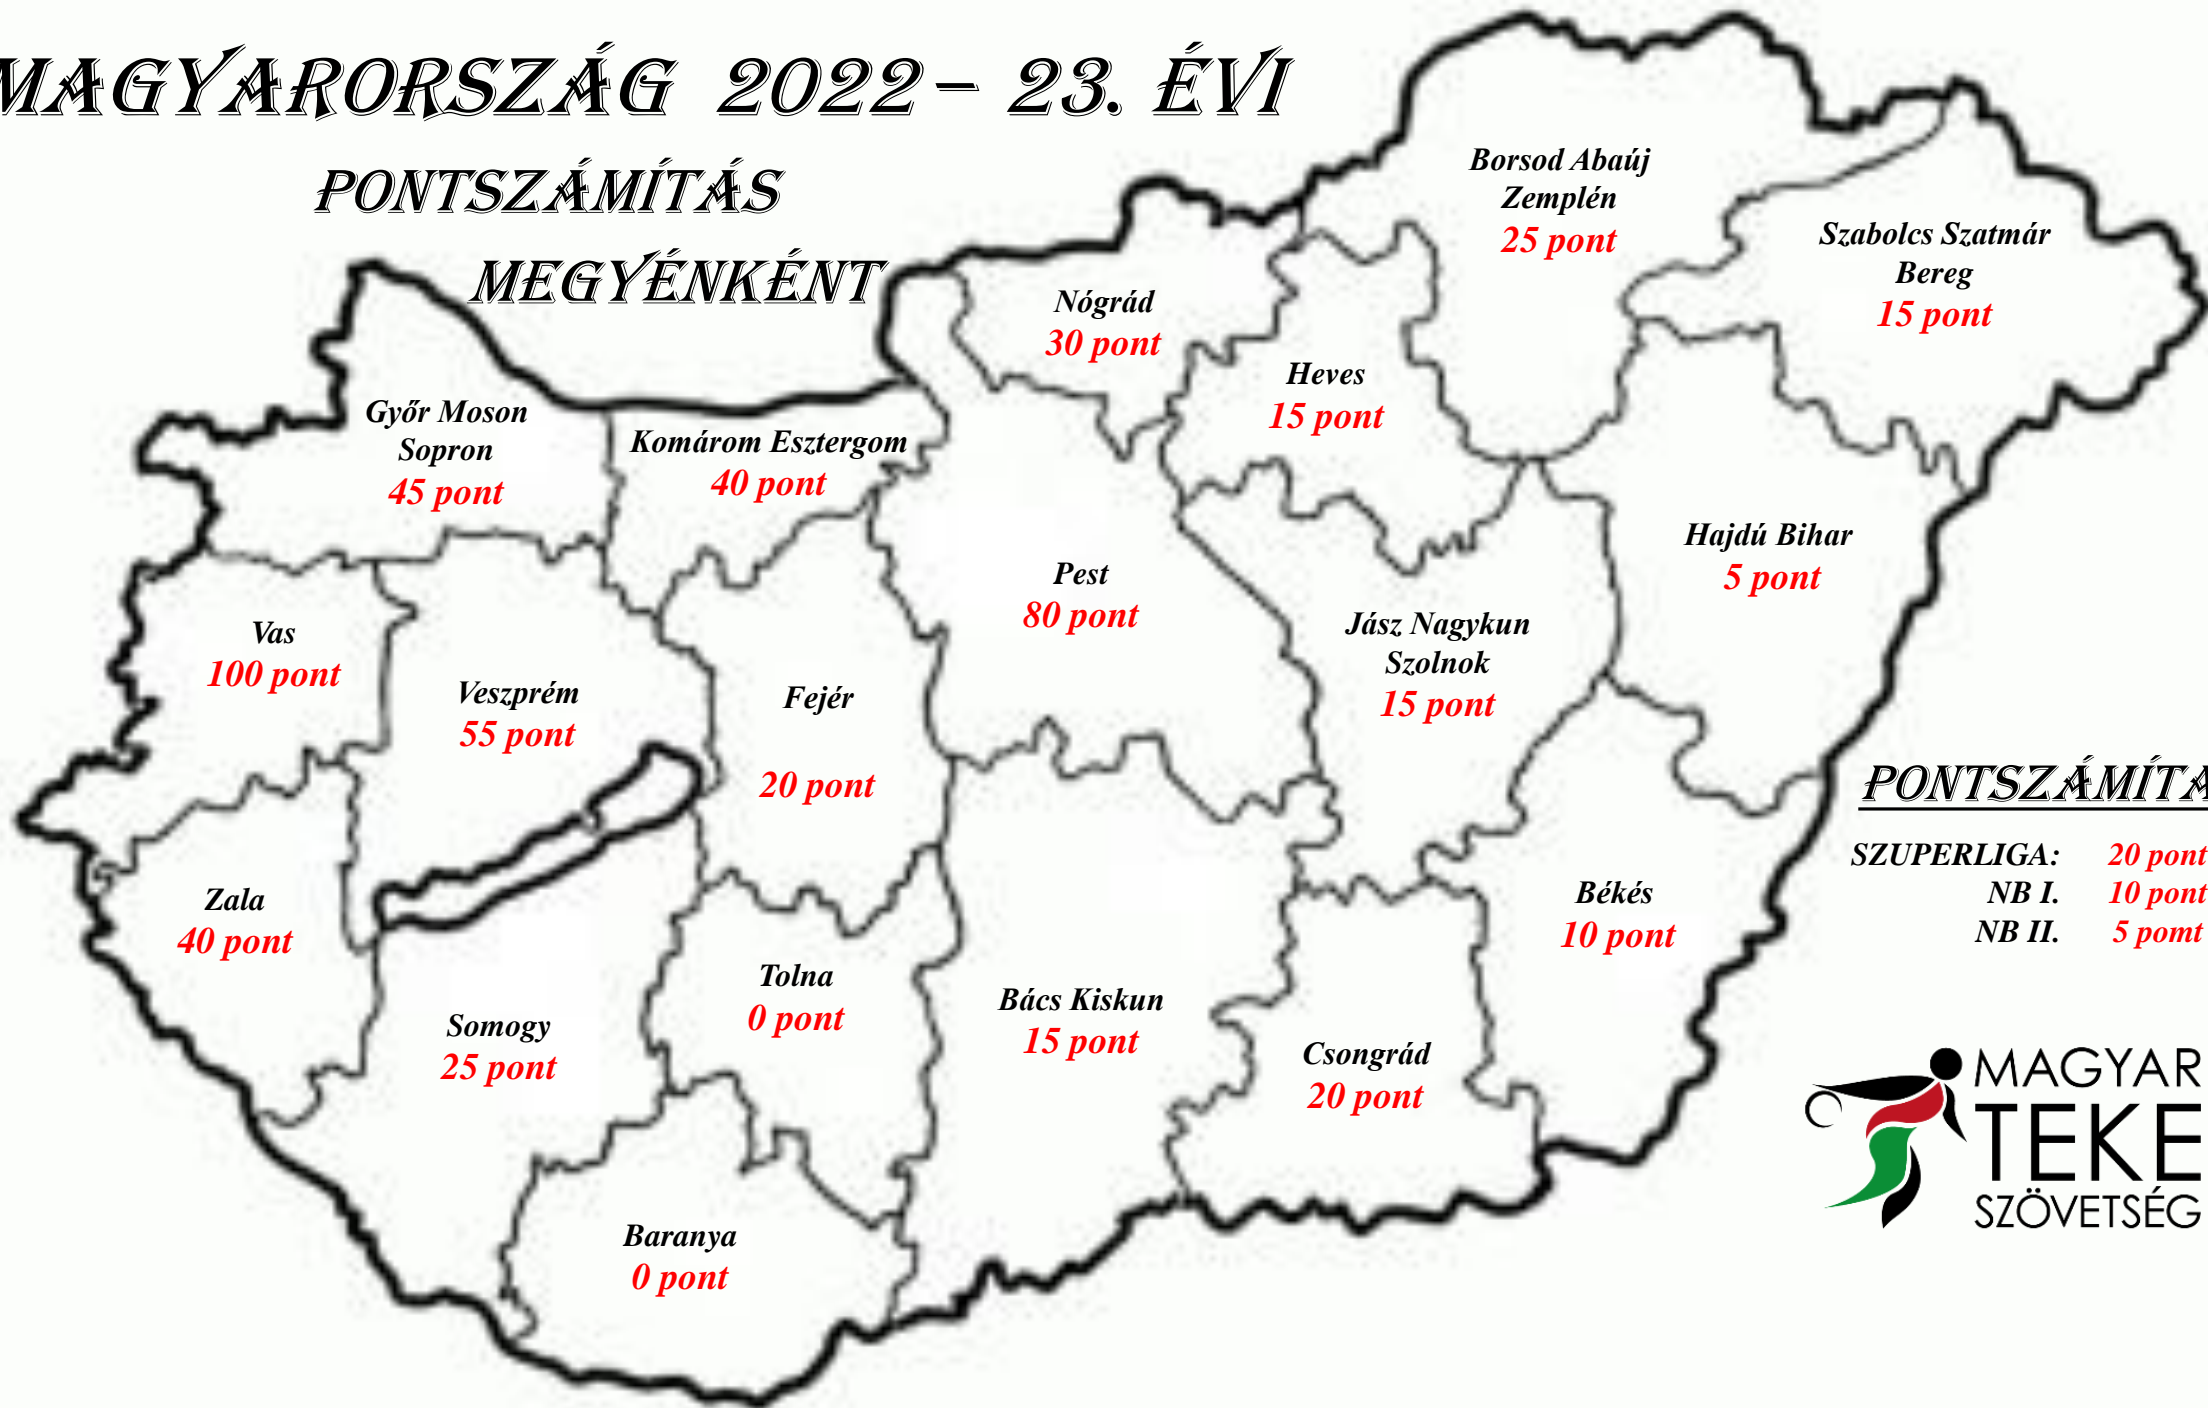 MAGYARORSZÁG 2022 – 23. ÉVI
PONTSZÁMÍTÁS
MEGYÉNKÉNT
Borsod Abaúj
Zemplén
25 pont
Szabolcs Szatmár
Bereg
15 pont
Nógrád
30 pont
Heves
15 pont
Győr Moson
Sopron
45 pont
Komárom Esztergom
40 pont
Hajdú Bihar
5 pont
Pest
80 pont
Jász Nagykun
Szolnok
15 pont
Vas
100 pont
Veszprém
55 pont
Fejér
20 pont
PONTSZÁMÍTÁ
SZUPERLIGA: 20 pont
NB I. 10 pont
NB II. 5 pomt
Zala
40 pont
Békés
10 pont
Tolna
0 pont
Bács Kiskun
15 pont
Somogy
25 pont
Csongrád
20 pont
Baranya
0 pont
MAGYAR
TEKE
SZÖVETSÉG